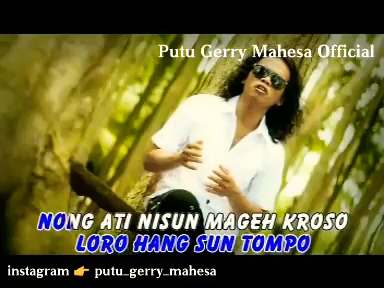 Putu Gerry Mahesa Official
NONG ATI NISUN MAGEH KROSO
LORO HANG SUN TOMPO
instagram 👉 putu_gerry_mahesa